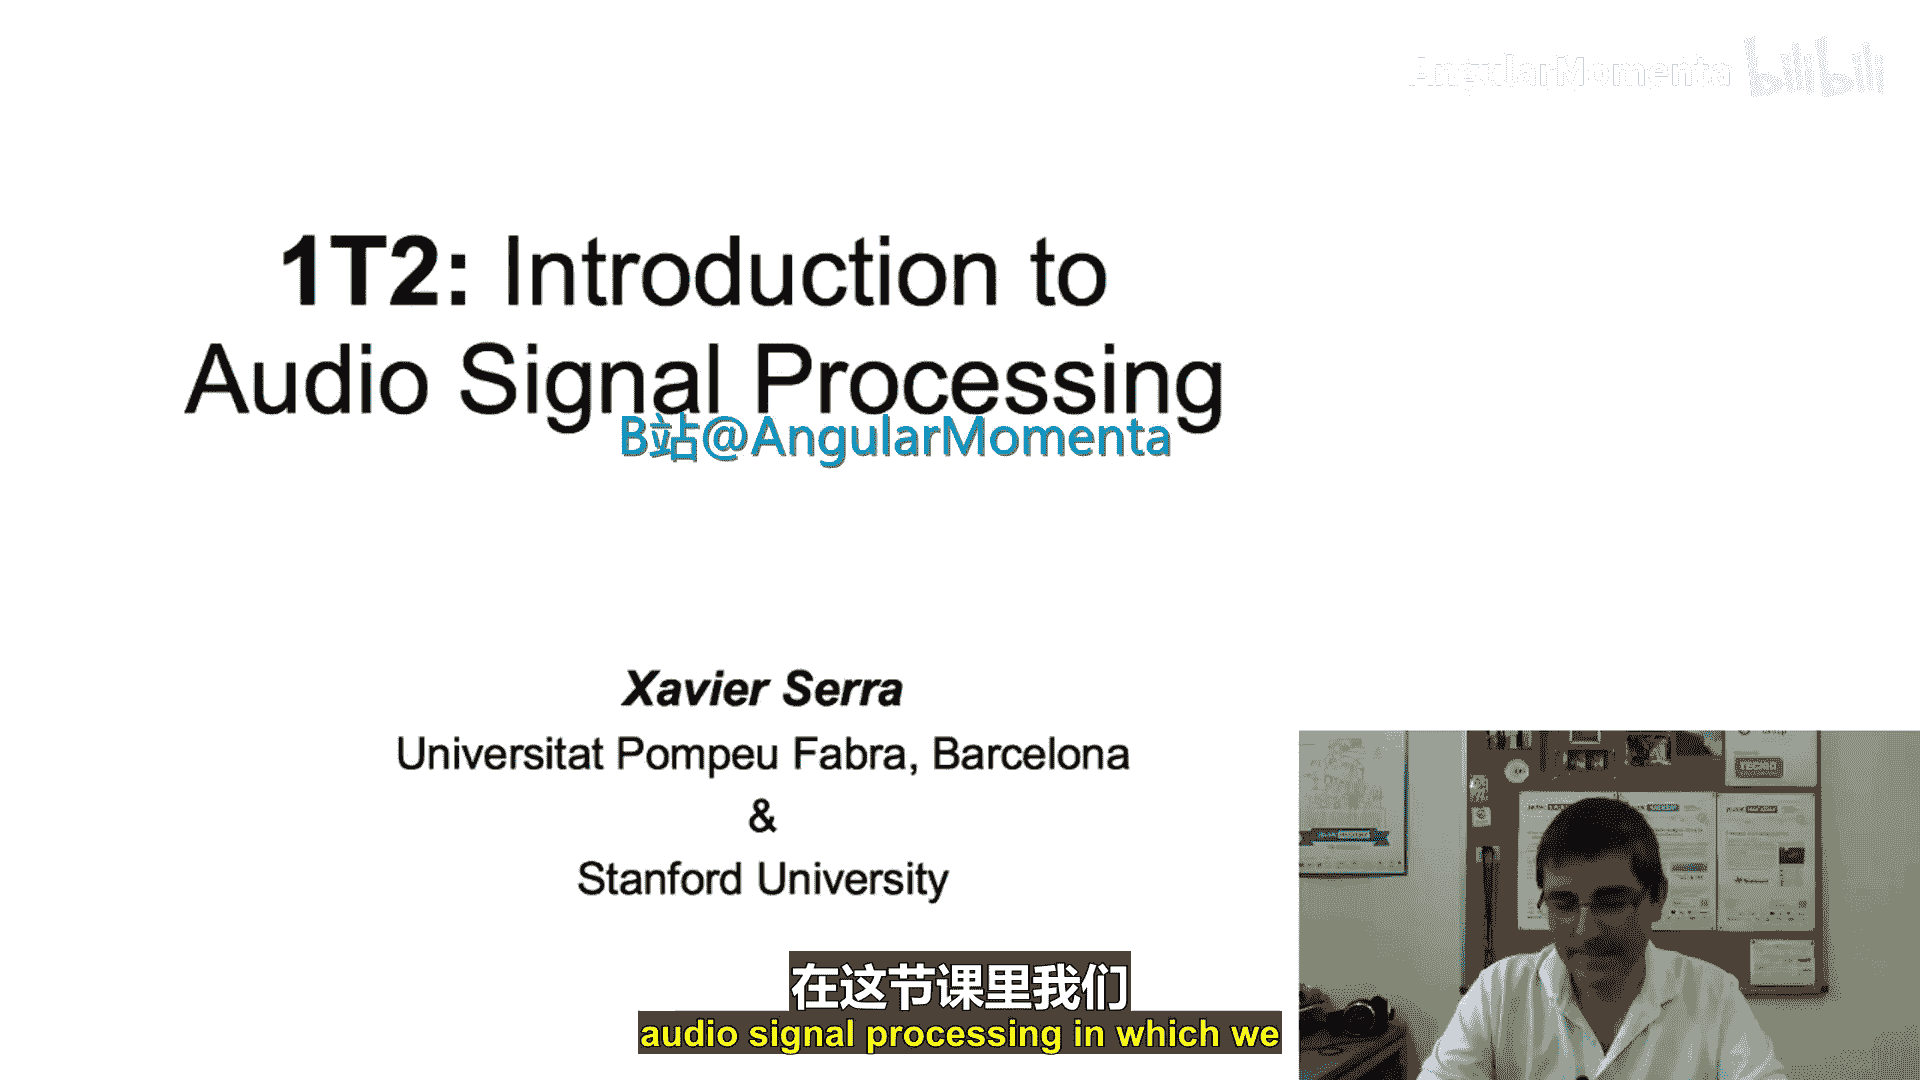 AngularMomenta bilibili
1T2: Introduction to
Audio Signal Processing
B站@AngularMomenta
Xavier Serra
Universitat Pompeu Fabra, Barcelona
&
Stanford University
在这节课里我们
audio signal processing in which we